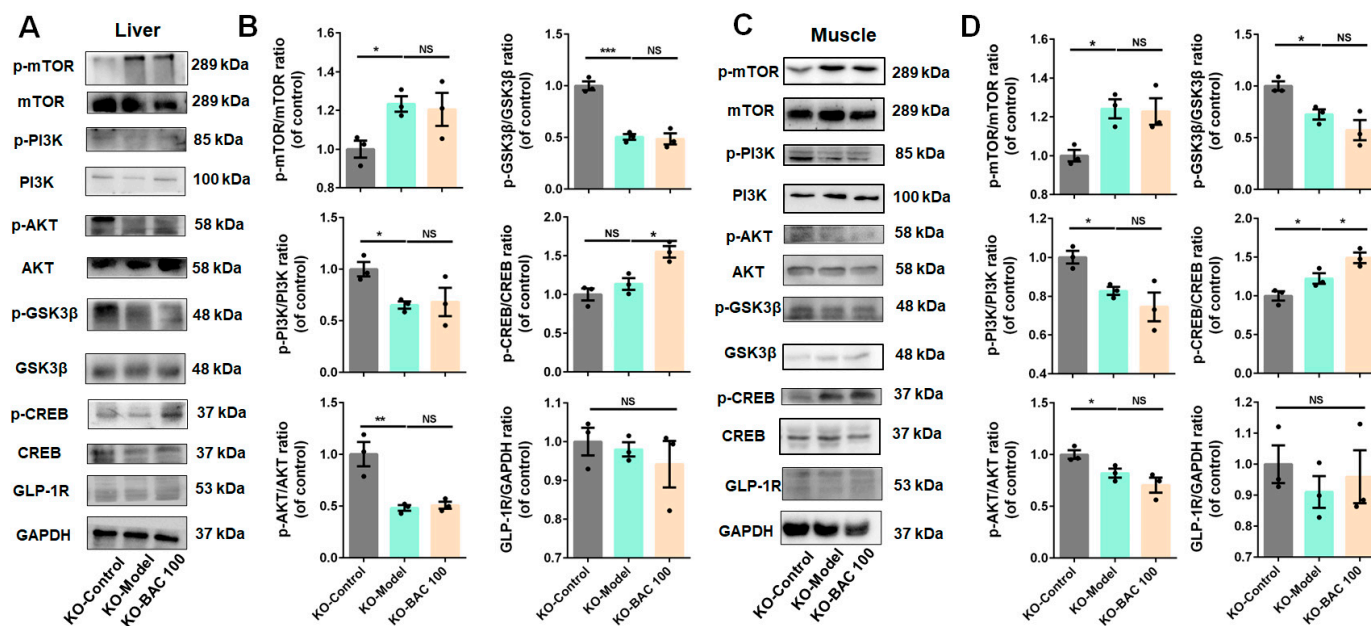 A
Liver
p-mTOR
289 kDa
mTOR
289 kDa
p-PI3K
85 kDa
PI3K
100 kDa
p-AKT
58 kDa
AKT
58 kDa
p-GSK3β
48 kDa
GSK3β
48 kDa
p-CREB
37 kDa
CREB
37 kDa
GLP-1R
53 kDa
GAPDH
37 kDa
KO-Control
KO-Model
KO-BAC 100
B
p-mTOR/mTOR ratio
(of control)
1.4
1.2
1.0
0.8
*
NS
p-GSK3β/GSK3β ratio
(of control)
1.5
1.0
0.5
0.0
***
NS
p-PI3K/PI3K ratio
(of control)
1.5
1.0
0.5
0.0
*
NS
p-CREB/CREB ratio
(of control)
2.0
1.5
1.0
0.5
0.0
NS
*
p-AKT/AKT ratio
(of control)
1.5
1.0
0.5
0.0
**
NS
KO-Control
KO-Model
KO-BAC 100
GLP-1R/GAPDH ratio
(of control)
1.1
1.0
0.9
0.8
0.7
NS
KO-Control
KO-Model
KO-BAC 100
C
Muscle
p-mTOR
289 kDa
mTOR
289 kDa
p-PI3K
85 kDa
PI3K
100 kDa
p-AKT
58 kDa
AKT
58 kDa
p-GSK3β
48 kDa
GSK3β
48 kDa
p-CREB
37 kDa
CREB
37 kDa
GLP-1R
53 kDa
GAPDH
37 kDa
KO-Control
KO-Model
KO-BAC 100
D
p-mTOR/mTOR ratio
(of control)
1.6
1.4
1.2
1.0
0.8
*
NS
p-GSK3β/GSK3β ratio
(of control)
1.5
1.0
0.5
0.0
*
NS
p-PI3K/PI3K ratio
(of control)
1.2
1.0
0.8
0.6
0.4
*
NS
p-CREB/CREB ratio
(of control)
2.0
1.5
1.0
0.5
0.0
*
*
p-AKT/AKT ratio
(of control)
1.5
1.0
0.5
0.0
*
NS
KO-Control
KO-Model
KO-BAC 100
GLP-1R/GAPDH ratio
(of control)
1.2
1.1
1.0
0.9
0.8
0.7
NS
KO-Control
KO-Model
KO-BAC 100